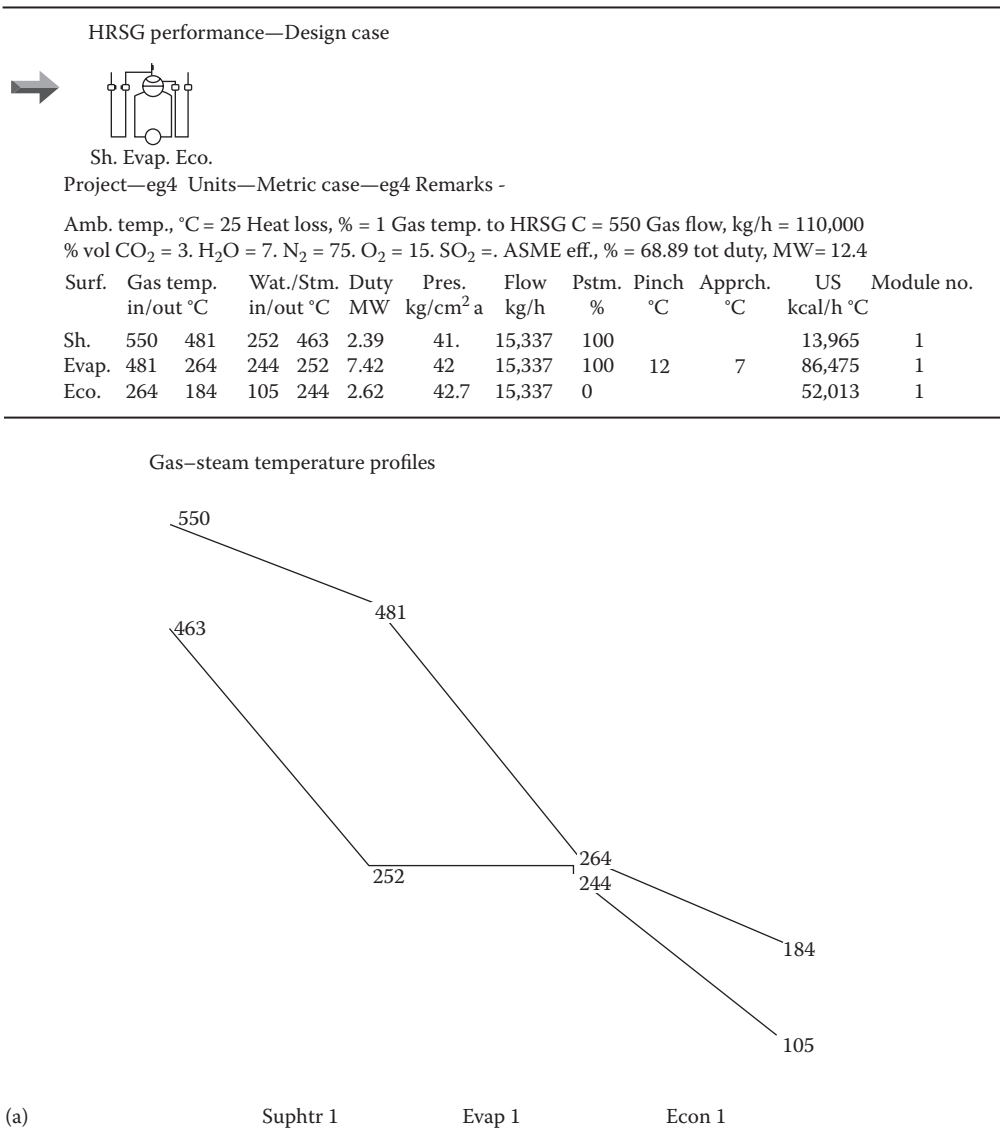 HRSG performance—Design case
Sh. Evap. Eco.
Project—eg4 Units—Metric case—eg4 Remarks -
Amb. temp., °C = 25 Heat loss, % = 1 Gas temp. to HRSG C = 550 Gas flow, kg/h = 110,000
% vol CO₂ = 3. H₂O = 7. N₂ = 75. O₂ = 15. SO₂ =. ASME eff., % = 68.89 tot duty, MW= 12.4
Surf. Gas temp. Wat./Stm. Duty Pres. Flow Pstm. Pinch Apprch. US Module no.
in/out °C in/out °C MW kg/cm² a kg/h % °C °C kcal/h °C
Sh. 550 481 252 463 2.39 41. 15,337 100 13,965 1
Evap. 481 264 244 252 7.42 42 15,337 100 12 7 86,475 1
Eco. 264 184 105 244 2.62 42.7 15,337 0 52,013 1
Gas–steam temperature profiles
550
481
463
264
252
244
184
105
(a) Suphtr 1 Evap 1 Econ 1